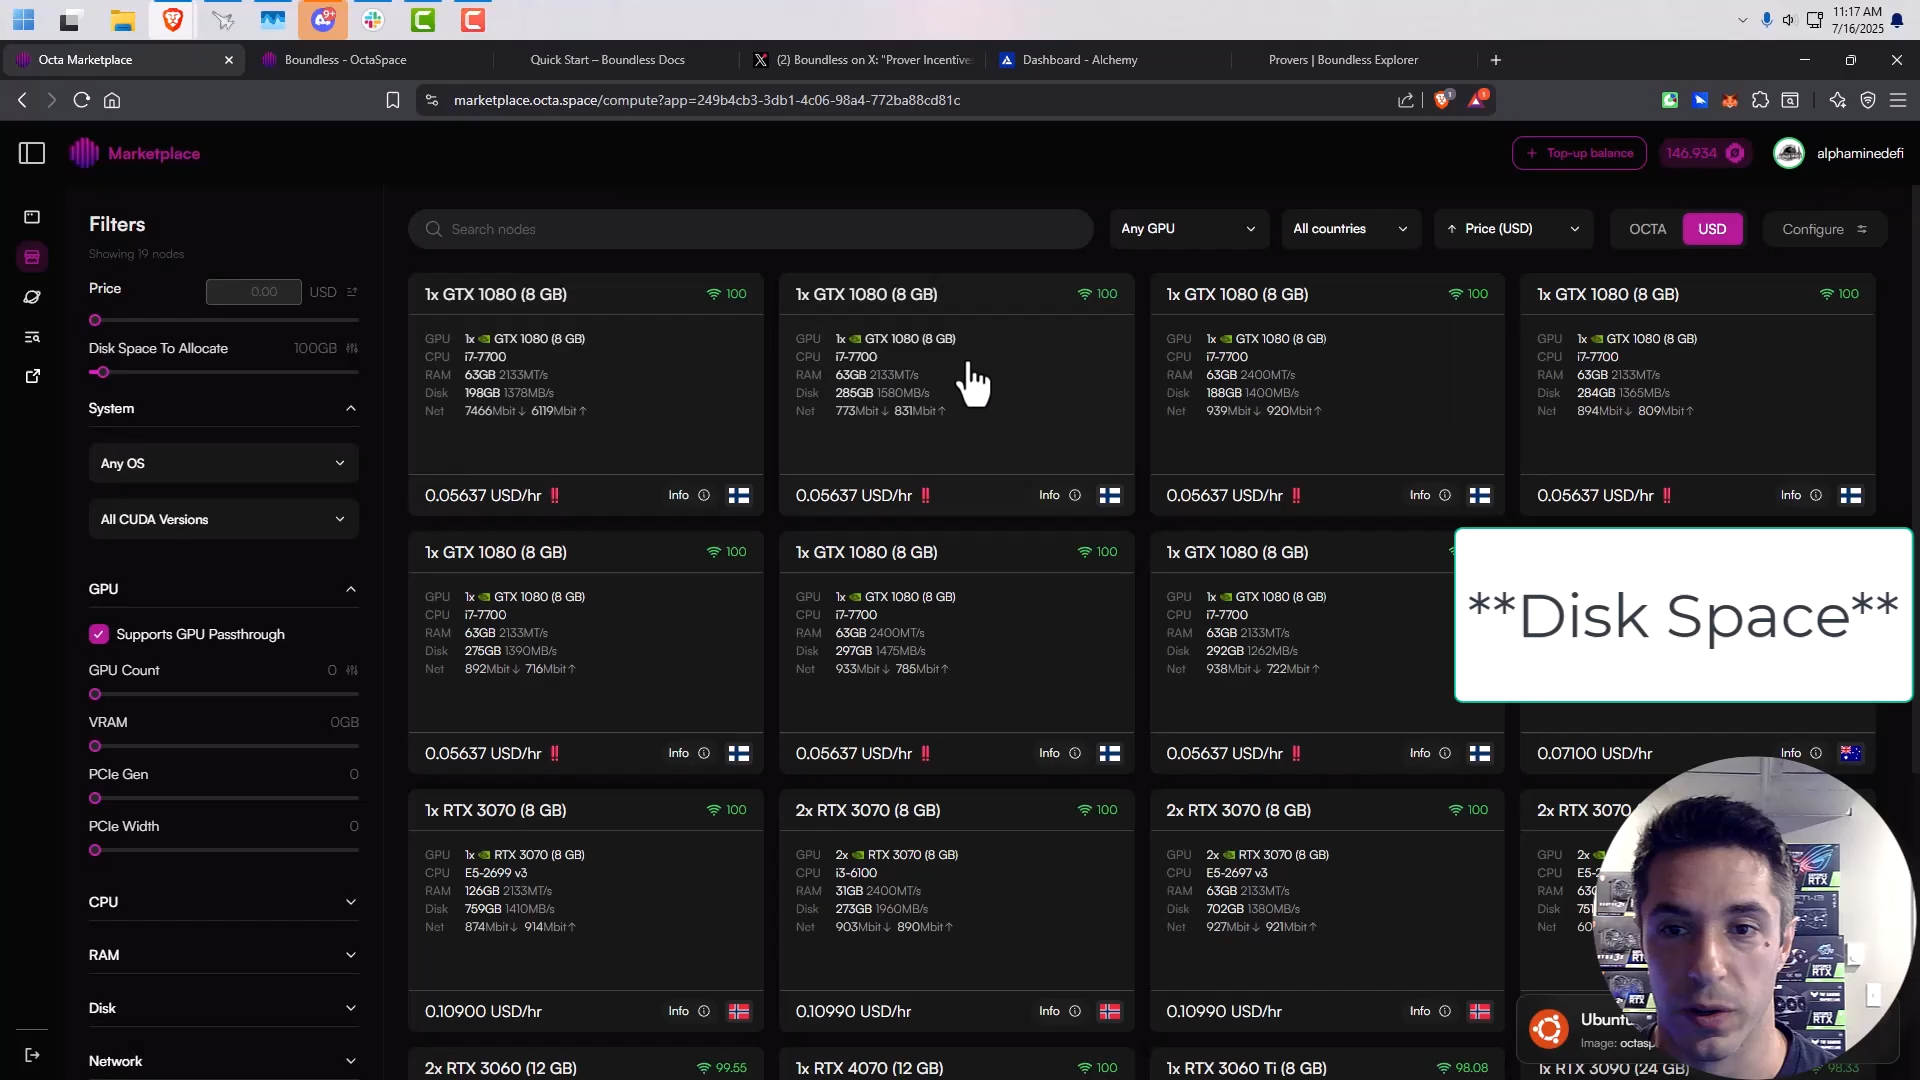 11:17 AM
7/16/2025
9+
Octa Marketplace
Boundless - OctaSpace
Quick Start – Boundless Docs
(2) Boundless on X: "Prover Incentive
Dashboard - Alchemy
Provers | Boundless Explorer
marketplace.octa.space/compute?app=249b4cb3-3db1-4c06-98a4-772ba88cd81c
1
1
Marketplace
+ Top-up balance
146.934
alphaminedefi
Filters
Showing 19 nodes
Price
0.00
USD
Disk Space To Allocate
100GB
System
Any OS
All CUDA Versions
GPU
Supports GPU Passthrough
GPU Count
0
VRAM
0GB
PCIe Gen
0
PCIe Width
0
CPU
RAM
Disk
Network
Search nodes
Any GPU
All countries
↑ Price (USD)
OCTA
USD
Configure
1x GTX 1080 (8 GB)
100
GPU 1x GTX 1080 (8 GB)
CPU i7-7700
RAM 63GB 2133MT/s
Disk 198GB 1378MB/s
Net 7466Mbit↓ 6119Mbit↑
0.05637 USD/hr !!
Info
1x GTX 1080 (8 GB)
100
GPU 1x GTX 1080 (8 GB)
CPU i7-7700
RAM 63GB 2133MT/s
Disk 285GB 1580MB/s
Net 773Mbit↓ 831Mbit↑
0.05637 USD/hr !!
Info
1x GTX 1080 (8 GB)
100
GPU 1x GTX 1080 (8 GB)
CPU i7-7700
RAM 63GB 2400MT/s
Disk 188GB 1400MB/s
Net 939Mbit↓ 920Mbit↑
0.05637 USD/hr !!
Info
1x GTX 1080 (8 GB)
100
GPU 1x GTX 1080 (8 GB)
CPU i7-7700
RAM 63GB 2133MT/s
Disk 284GB 1365MB/s
Net 894Mbit↓ 809Mbit↑
0.05637 USD/hr !!
Info
1x GTX 1080 (8 GB)
100
GPU 1x GTX 1080 (8 GB)
CPU i7-7700
RAM 63GB 2133MT/s
Disk 275GB 1390MB/s
Net 892Mbit↓ 716Mbit↑
0.05637 USD/hr !!
Info
1x GTX 1080 (8 GB)
100
GPU 1x GTX 1080 (8 GB)
CPU i7-7700
RAM 63GB 2400MT/s
Disk 297GB 1475MB/s
Net 933Mbit↓ 785Mbit↑
0.05637 USD/hr !!
Info
1x GTX 1080 (8 GB)
GPU 1x GTX 1080 (8 GB)
CPU i7-7700
RAM 63GB 2133MT/s
Disk 292GB 1262MB/s
Net 938Mbit↓ 722Mbit↑
0.05637 USD/hr !!
Info
**Disk Space**
0.07100 USD/hr
Info
1x RTX 3070 (8 GB)
100
GPU 1x RTX 3070 (8 GB)
CPU E5-2699 v3
RAM 126GB 2133MT/s
Disk 759GB 1410MB/s
Net 874Mbit↓ 914Mbit↑
0.10900 USD/hr
Info
2x RTX 3070 (8 GB)
100
GPU 2x RTX 3070 (8 GB)
CPU i3-6100
RAM 31GB 2400MT/s
Disk 273GB 1960MB/s
Net 903Mbit↓ 890Mbit↑
0.10990 USD/hr
Info
2x RTX 3070 (8 GB)
100
GPU 2x RTX 3070 (8 GB)
CPU E5-2697 v3
RAM 63GB 2133MT/s
Disk 702GB 1380MB/s
Net 927Mbit↓ 921Mbit↑
0.10990 USD/hr
Info
2x RTX 3070
GPU 2x
CPU
RAM
Disk
Net
2x RTX 3060 (12 GB)
99.55
1x RTX 4070 (12 GB)
100
1x RTX 3060 Ti (8 GB)
98.08
1x RTX 3090 (24 GB)
98.33
Ubuntu
Image: